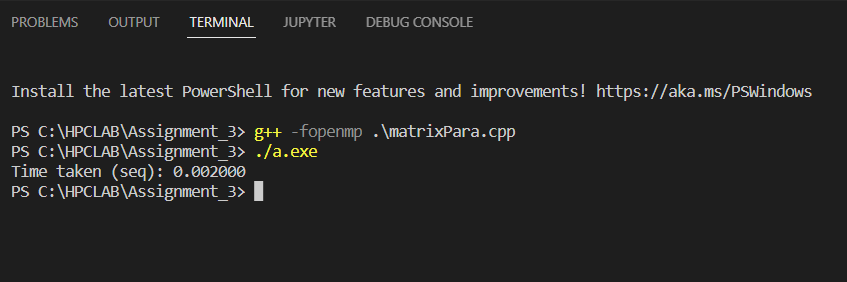 PROBLEMS OUTPUT TERMINAL JUPYTER DEBUG CONSOLE
Install the latest PowerShell for new features and improvements! https://aka.ms/PSWindows
PS C:\HPCLAB\Assignment_3> g++ -fopenmp .\matrixPara.cpp
PS C:\HPCLAB\Assignment_3> ./a.exe
Time taken (seq): 0.002000
PS C:\HPCLAB\Assignment_3>